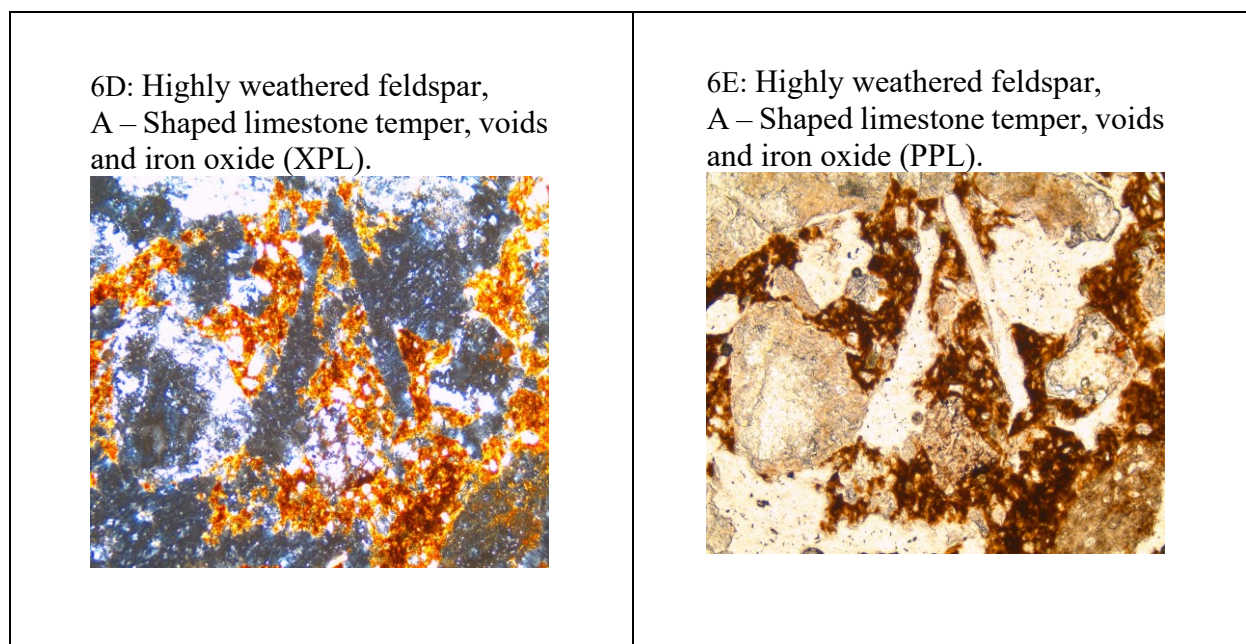 6D: Highly weathered feldspar,
A – Shaped limestone temper, voids
and iron oxide (XPL).
6E: Highly weathered feldspar,
A – Shaped limestone temper, voids
and iron oxide (PPL).